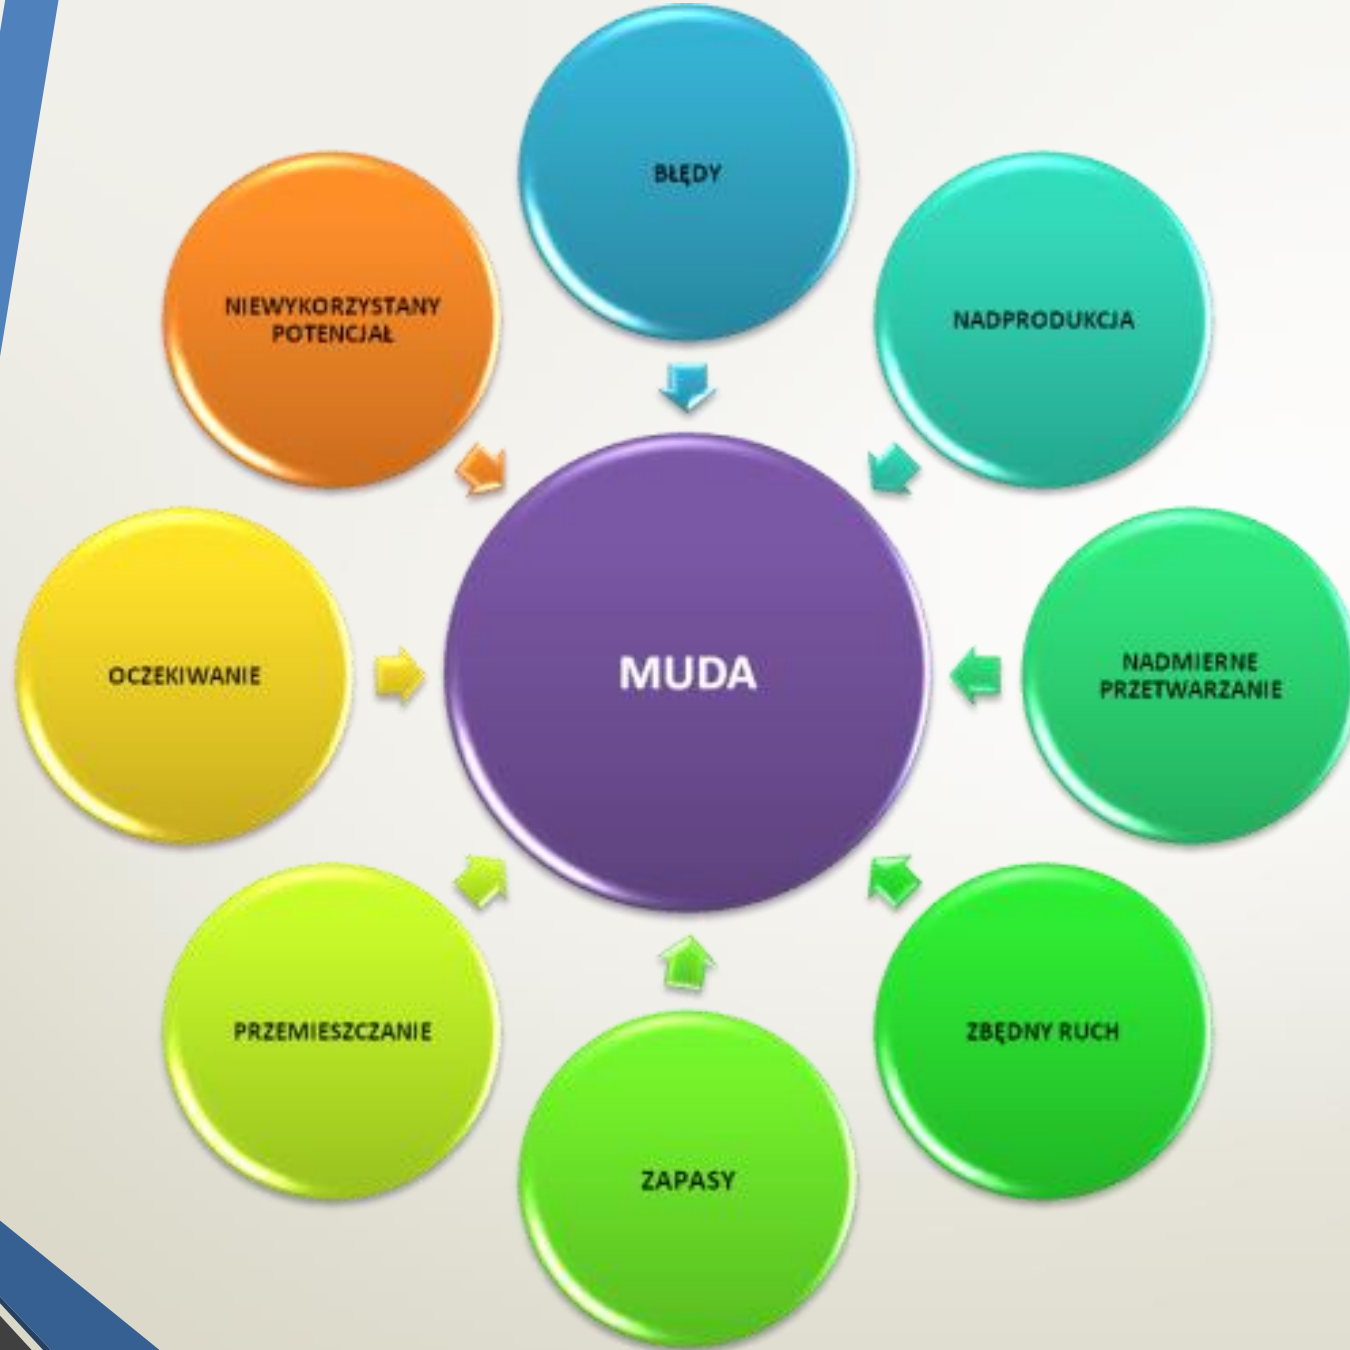 BŁĘDY
NIEWYKORZYSTANY
POTENCJAŁ
NADPRODUKCJA
OCZEKIWANIE
MUDA
NADMIERNE
PRZETWARZANIE
PRZEMIESZCZANIE
ZBĘDNY RUCH
ZAPASY